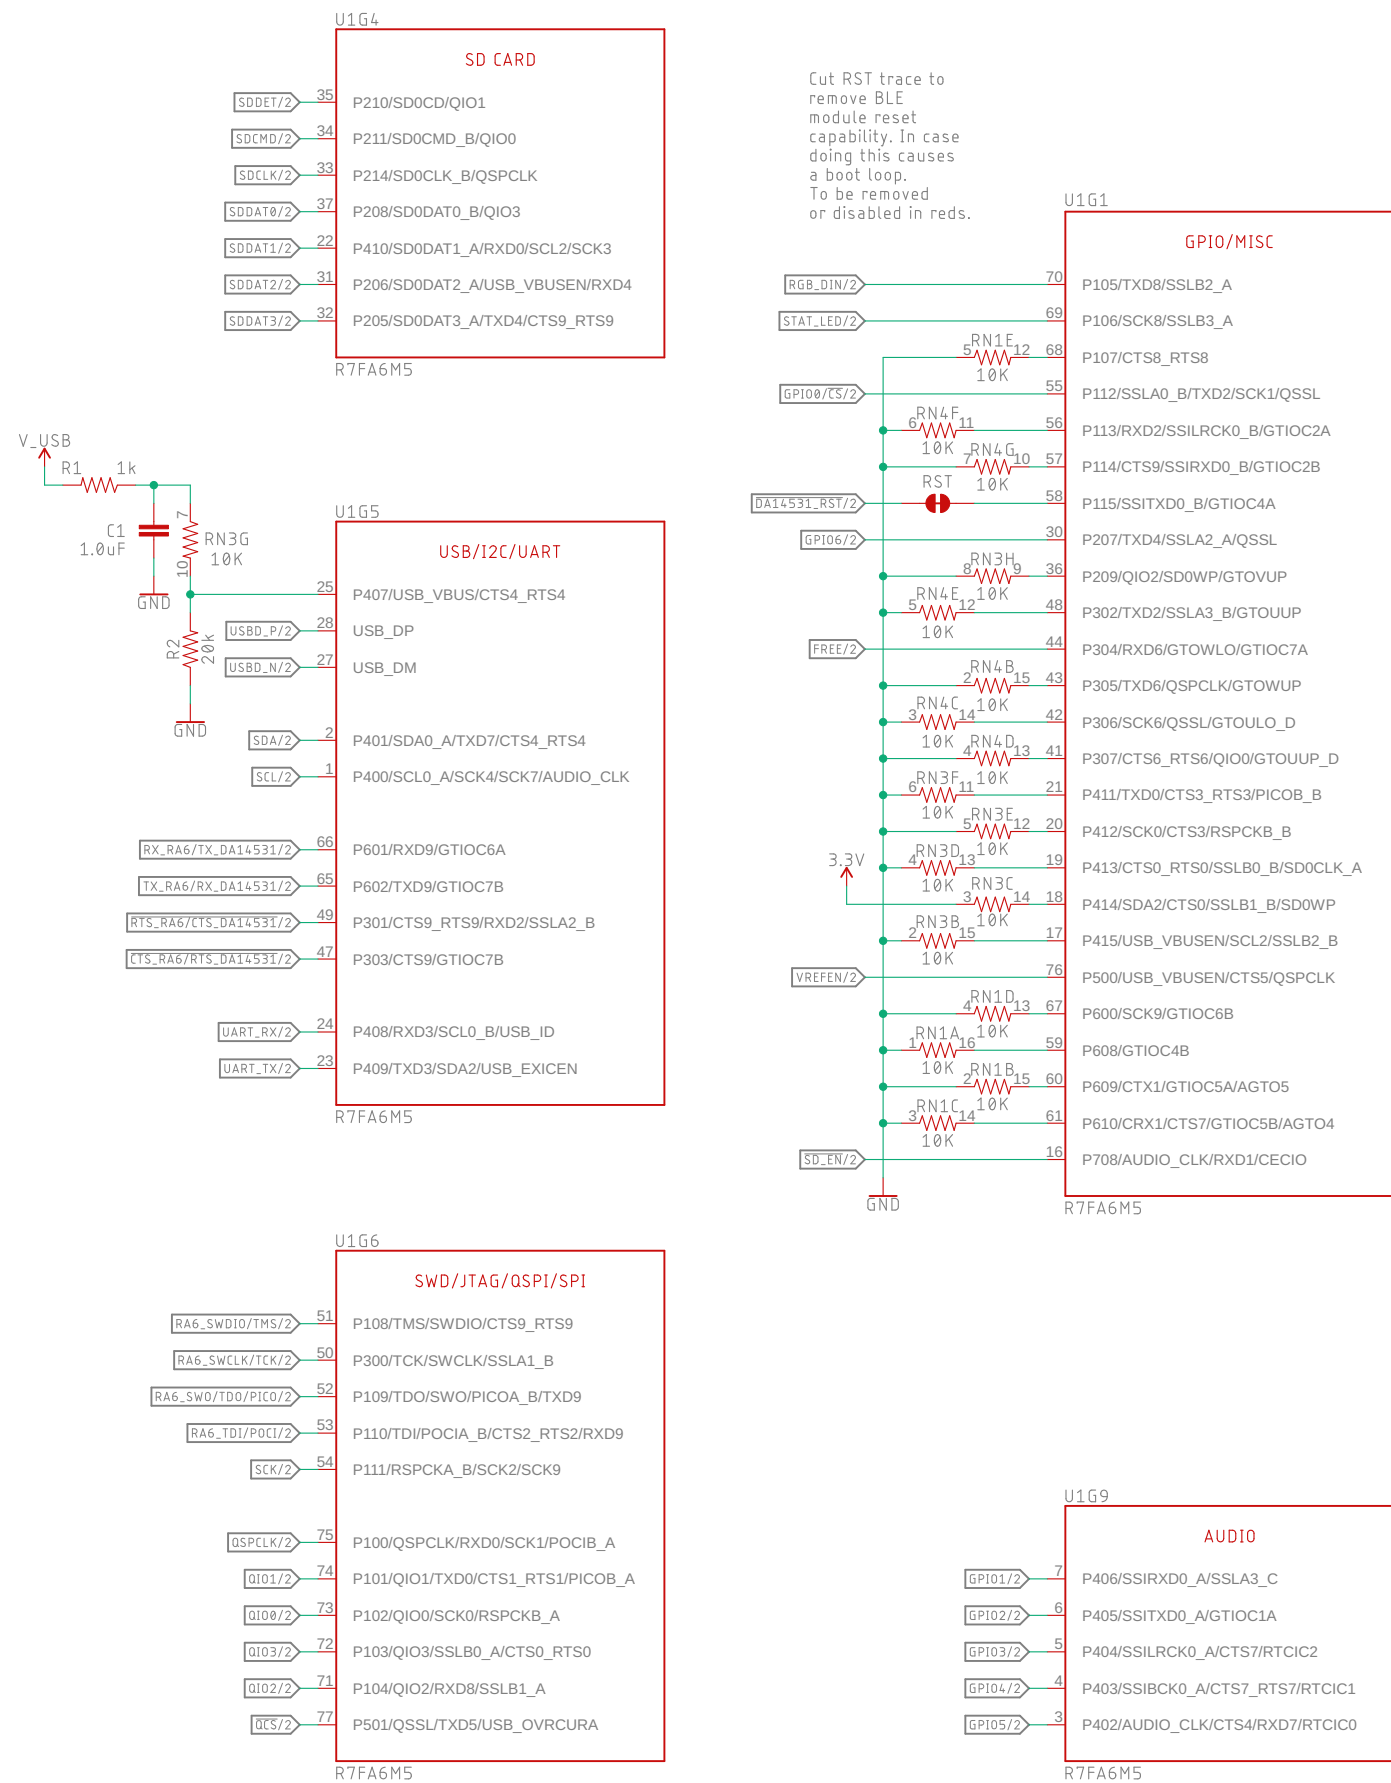 U1G4
SD CARD
SDDET/2 35 P210/SD0CD/QIO1
SDCMD/2 34 P211/SD0CMD_B/QIO0
SDCLK/2 33 P214/SD0CLK_B/QSPCLK
SDDAT0/2 37 P208/SD0DAT0_B/QIO3
SDDAT1/2 22 P410/SD0DAT1_A/RXD0/SCL2/SCK3
SDDAT2/2 31 P206/SD0DAT2_A/USB_VBUSEN/RXD4
SDDAT3/2 32 P205/SD0DAT3_A/TXD4/CTS9_RTS9
R7FA6M5
V_USB
R1 1k
C1
1.0uF
GND
7
RN3G
10K
10
R2
20k
GND
U1G5
USB/I2C/UART
25 P407/USB_VBUS/CTS4_RTS4
USBD_P/2 28 USB_DP
USBD_N/2 27 USB_DM
SDA/2 2 P401/SDA0_A/TXD7/CTS4_RTS4
SCL/2 1 P400/SCL0_A/SCK4/SCK7/AUDIO_CLK
RX_RA6/TX_DA14531/2 66 P601/RXD9/GTIOC6A
TX_RA6/RX_DA14531/2 65 P602/TXD9/GTIOC7B
RTS_RA6/CTS_DA14531/2 49 P301/CTS9_RTS9/RXD2/SSLA2_B
CTS_RA6/RTS_DA14531/2 47 P303/CTS9/GTIOC7B
UART_RX/2 24 P408/RXD3/SCL0_B/USB_ID
UART_TX/2 23 P409/TXD3/SDA2/USB_EXICEN
R7FA6M5
U1G6
SWD/JTAG/QSPI/SPI
RA6_SWDIO/TMS/2 51 P108/TMS/SWDIO/CTS9_RTS9
RA6_SWCLK/TCK/2 50 P300/TCK/SWCLK/SSLA1_B
RA6_SWO/TDO/PICO/2 52 P109/TDO/SWO/PICOA_B/TXD9
RA6_TDI/POCI/2 53 P110/TDI/POCIA_B/CTS2_RTS2/RXD9
SCK/2 54 P111/RSPCKA_B/SCK2/SCK9
QSPCLK/2 75 P100/QSPCLK/RXD0/SCK1/POCIB_A
QIO1/2 74 P101/QIO1/TXD0/CTS1_RTS1/PICOB_A
QIO0/2 73 P102/QIO0/SCK0/RSPCKB_A
QIO3/2 72 P103/QIO3/SSLB0_A/CTS0_RTS0
QIO2/2 71 P104/QIO2/RXD8/SSLB1_A
QCS/2 77 P501/QSSL/TXD5/USB_OVRCURA
R7FA6M5
Cut RST trace to
remove BLE
module reset
capability. In case
doing this causes
a boot loop.
To be removed
or disabled in reds.
U1G1
GPIO/MISC
RGB_DIN/2 70 P105/TXD8/SSLB2_A
STAT_LED/2 69 P106/SCK8/SSLB3_A
5 RN1E 10K 12 68 P107/CTS8_RTS8
GPIO0/CS/2 55 P112/SSLA0_B/TXD2/SCK1/QSSL
6 RN4F 10K 11 56 P113/RXD2/SSILRCK0_B/GTIOC2A
7 RN4G 10 57 P114/CTS9/SSIRXD0_B/GTIOC2B
DA14531_RST/2 RST 58 P115/SSITXD0_B/GTIOC4A
GPIO6/2 30 P207/TXD4/SSLA2_A/QSSL
8 RN3H 10K 9 36 P209/QIO2/SD0WP/GTOVUP
5 RN4E 10K 12 48 P302/TXD2/SSLA3_B/GTOUUP
FREE/2 44 P304/RXD6/GTOWLO/GTIOC7A
2 RN4B 10K 15 43 P305/TXD6/QSPCLK/GTOWUP
3 RN4C 10K 14 42 P306/SCK6/QSSL/GTOULO_D
4 RN4D 10K 13 41 P307/CTS6_RTS6/QIO0/GTOUUP_D
6 RN3F 10K 11 21 P411/TXD0/CTS3_RTS3/PICOB_B
5 RN3E 10K 12 20 P412/SCK0/CTS3/RSPCKB_B
3.3V
4 RN3D 10K 13 19 P413/CTS0_RTS0/SSLB0_B/SD0CLK_A
3 RN3C 10K 14 18 P414/SDA2/CTS0/SSLB1_B/SD0WP
2 RN3B 10K 15 17 P415/USB_VBUSEN/SCL2/SSLB2_B
VREFEN/2 76 P500/USB_VBUSEN/CTS5/QSPCLK
4 RN1D 10K 13 67 P600/SCK9/GTIOC6B
1 RN1A 10K 16 59 P608/GTIOC4B
2 RN1B 10K 15 60 P609/CTX1/GTIOC5A/AGTO5
3 RN1C 10K 14 61 P610/CRX1/CTS7/GTIOC5B/AGTO4
SD_EN/2 16 P708/AUDIO_CLK/RXD1/CECIO
GND
R7FA6M5
U1G9
AUDIO
GPIO1/2 7 P406/SSIRXD0_A/SSLA3_C
GPIO2/2 6 P405/SSITXD0_A/GTIOC1A
GPIO3/2 5 P404/SSILRCK0_A/CTS7/RTCIC2
GPIO4/2 4 P403/SSIBCK0_A/CTS7_RTS7/RTCIC1
GPIO5/2 3 P402/AUDIO_CLK/CTS4/RXD7/RTCIC0
R7FA6M5